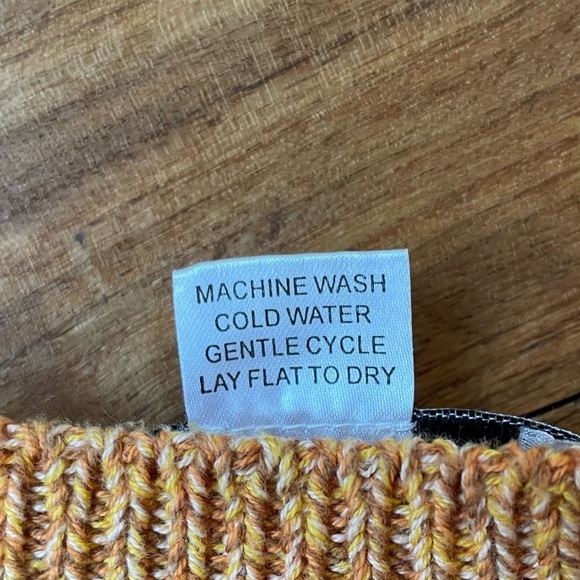 MACHINE WASH
COLD WATER
GENTLE CYCLE
LAY FLAT TO DRY